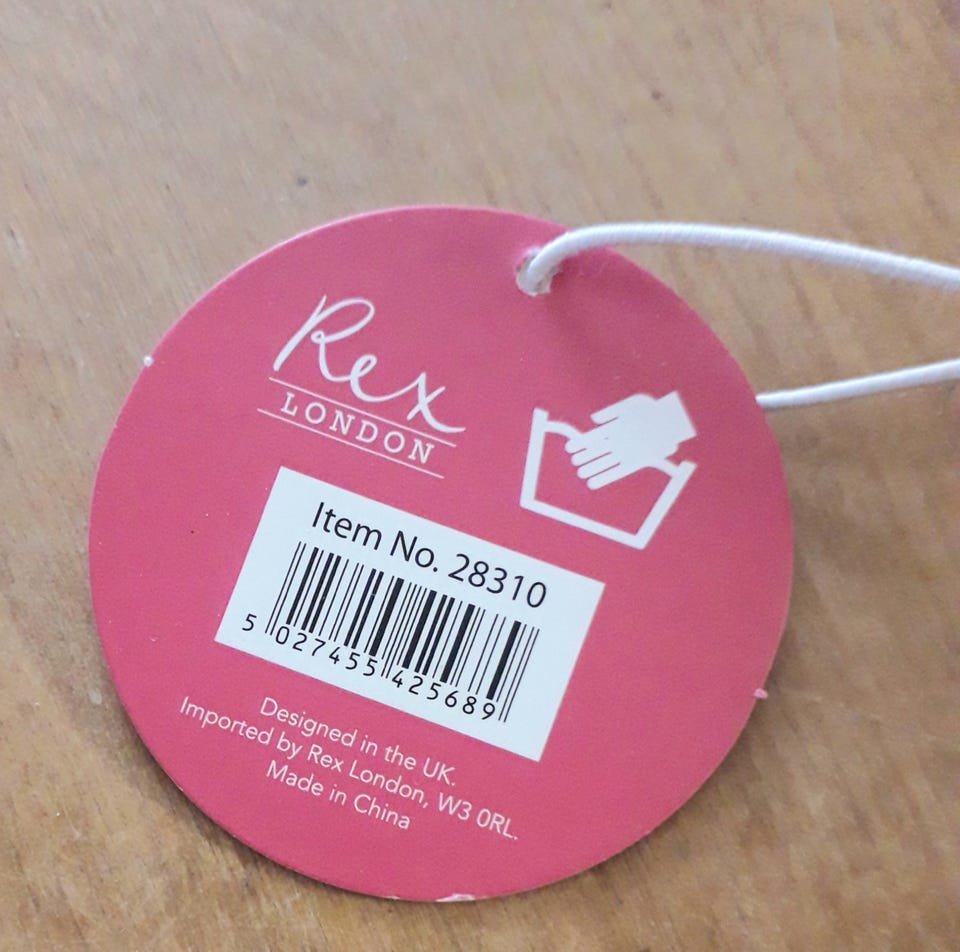 Rex
LONDON
Item No. 28310
5 027455 425689
Designed in the UK.
Imported by Rex London, W3 0RL.
Made in China